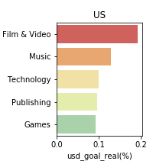 US
Film & Video
Music
Technology
Publishing
Games
0.0 0.1 0.2
usd_goal_real(%)